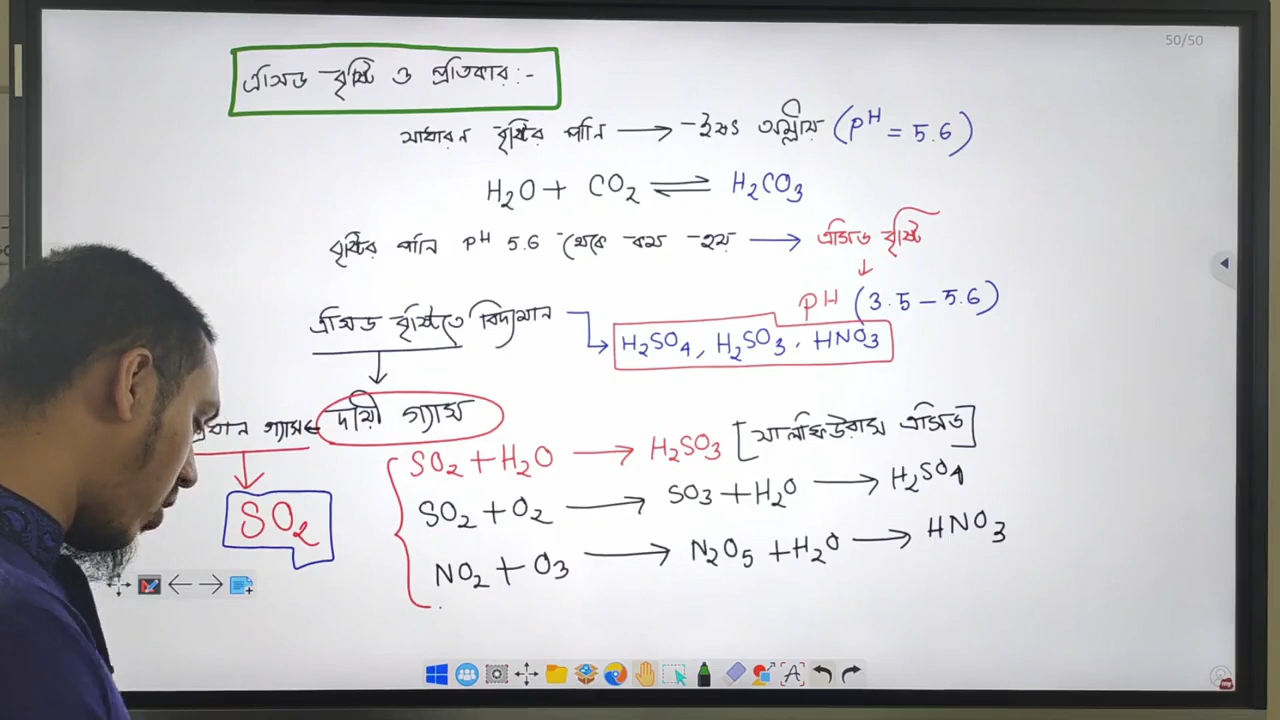 50/50
এসিড বৃষ্টি ও প্রতিকার:-
সাধারন বৃষ্টির পানি → ইষৎ অম্লীয় (pH = 5.6)
H₂O + CO₂ ⇌ H₂CO₃
বৃষ্টির পানি pH 5.6 থেকে কম হয় → এসিড বৃষ্টি
pH (3.5 – 5.6)
এসিড বৃষ্টিতে বিদ্যমান → H₂SO₄, H₂SO₃, HNO₃
গ্যাস ← দায়ী গ্যাস
SO₂
SO₂ + H₂O → H₂SO₃ [সালফিউরাস এসিড]
SO₂ + O₂ → SO₃ + H₂O → H₂SO₄
NO₂ + O₃ → N₂O₅ + H₂O → HNO₃